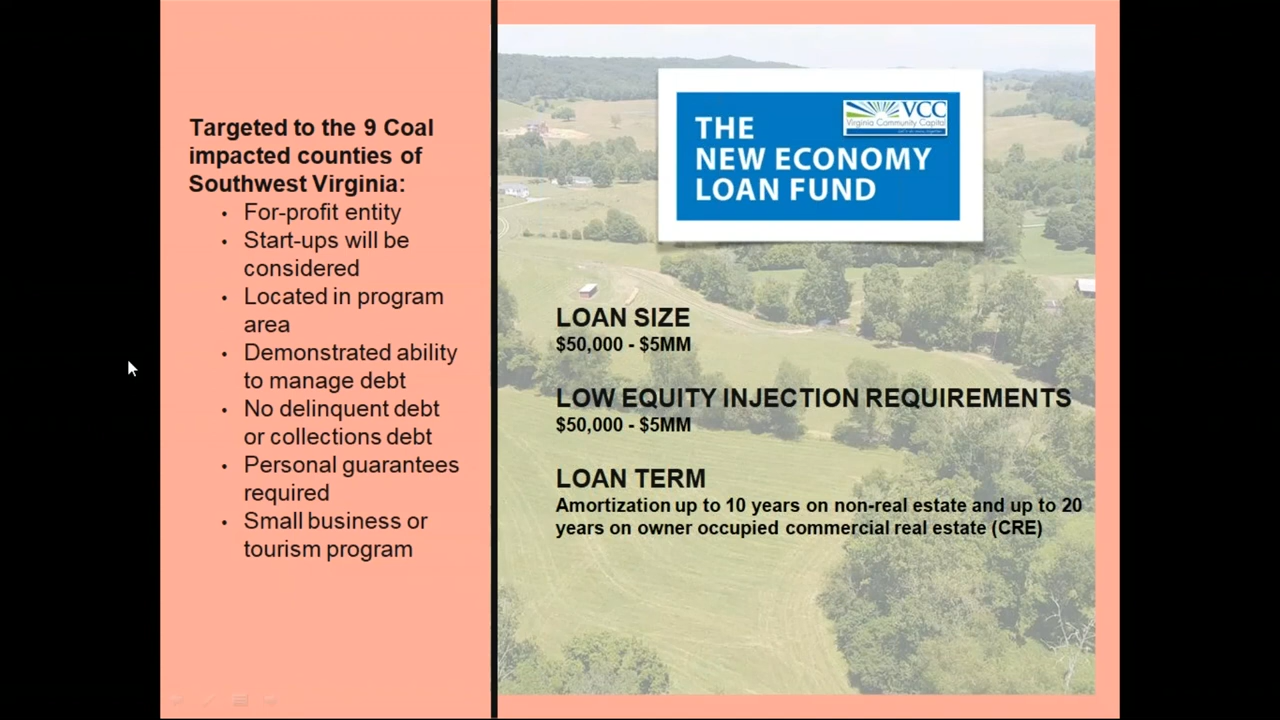 Targeted to the 9 Coal
impacted counties of
Southwest Virginia:
• For-profit entity
• Start-ups will be
considered
• Located in program
area
• Demonstrated ability
to manage debt
• No delinquent debt
or collections debt
• Personal guarantees
required
• Small business or
tourism program
VCC
Virginia Community Capital
THE
NEW ECONOMY
LOAN FUND
LOAN SIZE
$50,000 - $5MM
LOW EQUITY INJECTION REQUIREMENTS
$50,000 - $5MM
LOAN TERM
Amortization up to 10 years on non-real estate and up to 20
years on owner occupied commercial real estate (CRE)